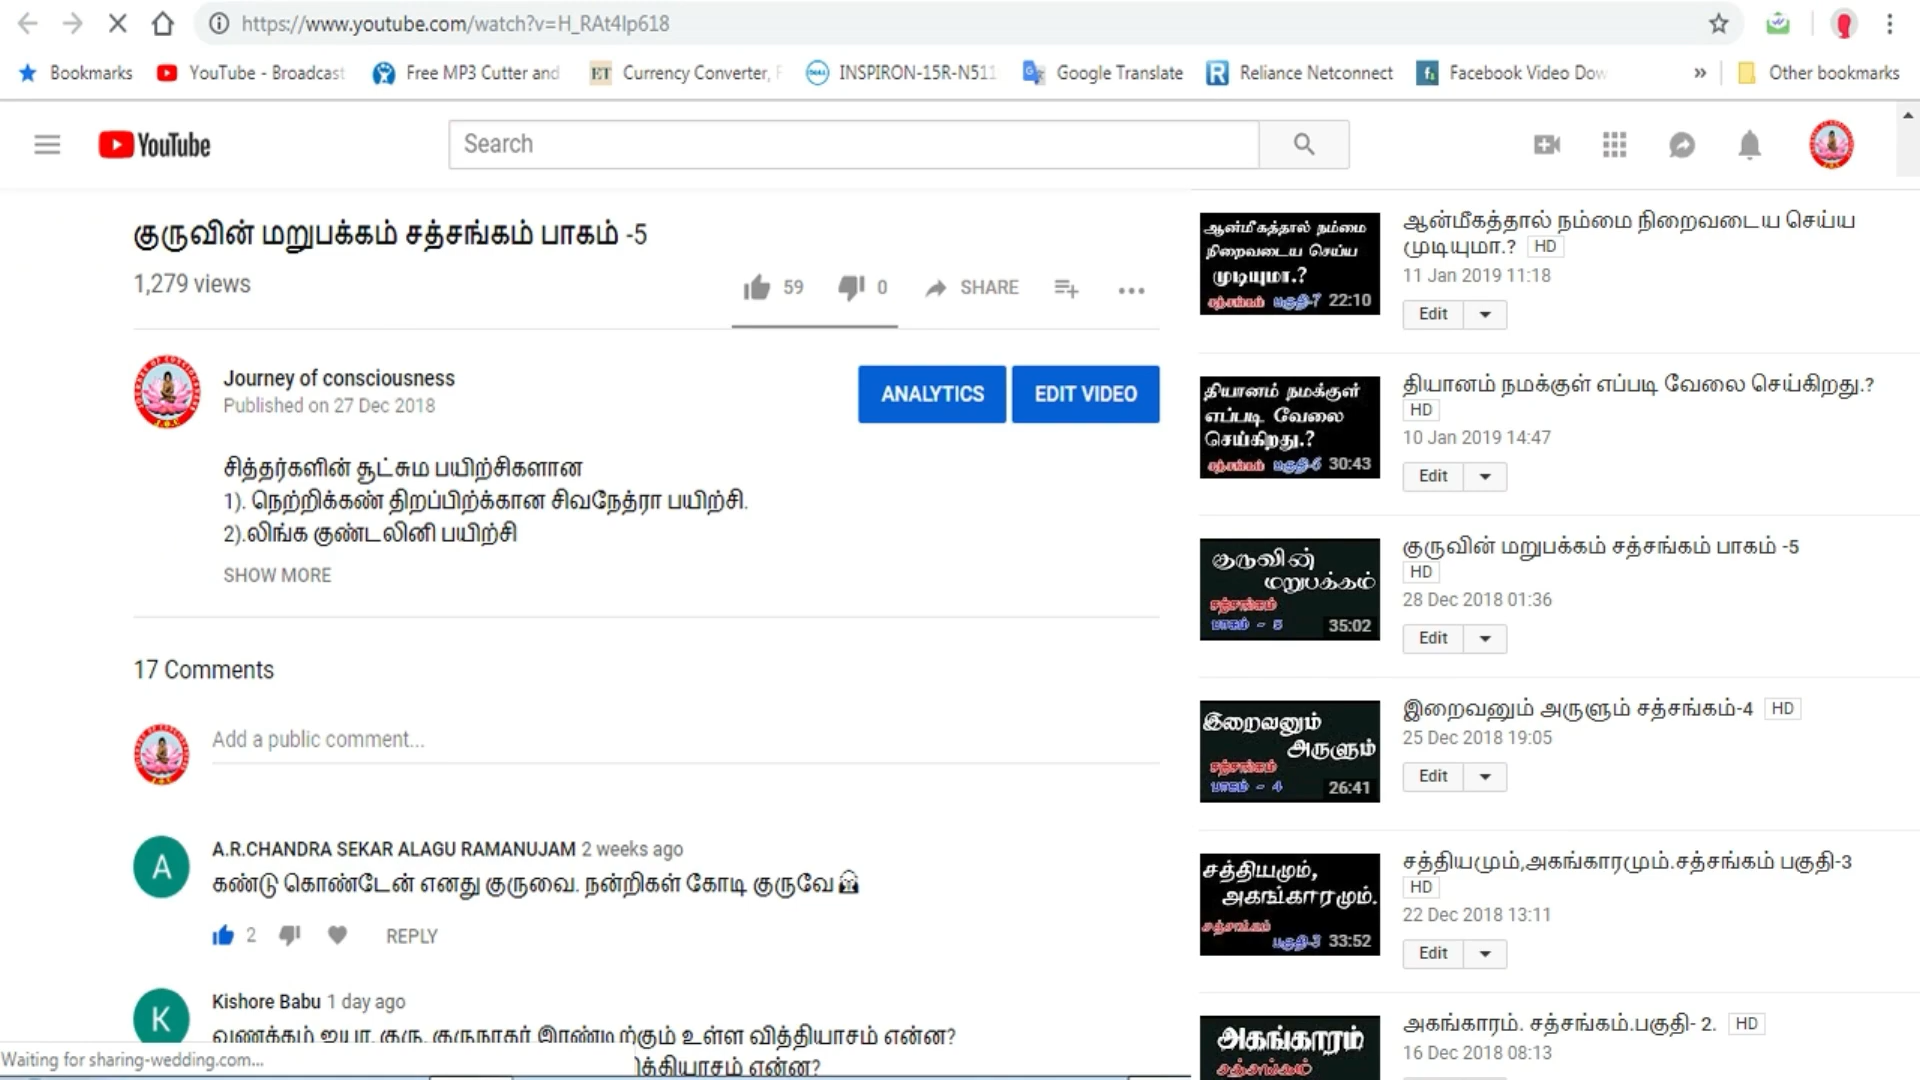 https://www.youtube.com/watch?v=H_RAt4lp618
Bookmarks YouTube - Broadcast Free MP3 Cutter and Currency Converter, F INSPIRON-15R-N511 Google Translate Reliance Netconnect Facebook Video Dow » Other bookmarks
YouTube
Search
குருவின் மறுபக்கம் சத்சங்கம் பாகம் -5
1,279 views
59 0 SHARE
Journey of consciousness
Published on 27 Dec 2018
ANALYTICS EDIT VIDEO
சித்தர்களின் சூட்சும பயிற்சிகளான
1). நெற்றிக்கண் திறப்பிற்க்கான சிவநேத்ரா பயிற்சி.
2).லிங்க குண்டலினி பயிற்சி
SHOW MORE
17 Comments
Add a public comment...
A
A.R.CHANDRA SEKAR ALAGU RAMANUJAM 2 weeks ago
கண்டு கொண்டேன் எனது குருவை. நன்றிகள் கோடி குருவே
2 REPLY
K
Kishore Babu 1 day ago
வணக்கம் ஐயா. குரு, குருநாதர் இரண்டிற்கும் உள்ள வித்தியாசம் என்ன?
வித்தியாசம் என்ன?
Waiting for sharing-wedding.com...
ஆன்மீகத்தால் நம்மை
நிறைவடைய செய்ய
முடியுமா.?
சத்சங்கம் பகுதி-7 22:10
ஆன்மீகத்தால் நம்மை நிறைவடைய செய்ய
முடியுமா.? HD
11 Jan 2019 11:18
Edit
தியானம் நமக்குள்
எப்படி வேலை
செய்கிறது.?
சத்சங்கம் பகுதி-6 30:43
தியானம் நமக்குள் எப்படி வேலை செய்கிறது.?
HD
10 Jan 2019 14:47
Edit
குருவின்
மறுபக்கம்
சத்சங்கம்
பாகம் - 5 35:02
குருவின் மறுபக்கம் சத்சங்கம் பாகம் -5
HD
28 Dec 2018 01:36
Edit
இறைவனும்
அருளும்
சத்சங்கம்
பாகம் - 4 26:41
இறைவனும் அருளும் சத்சங்கம்-4 HD
25 Dec 2018 19:05
Edit
சத்தியமும்,
அகங்காரமும்.
சத்சங்கம்
பகுதி-3 33:52
சத்தியமும்,அகங்காரமும்.சத்சங்கம் பகுதி-3
HD
22 Dec 2018 13:11
Edit
அகங்காரம்
சத்சங்கம்
அகங்காரம். சத்சங்கம்.பகுதி- 2. HD
16 Dec 2018 08:13